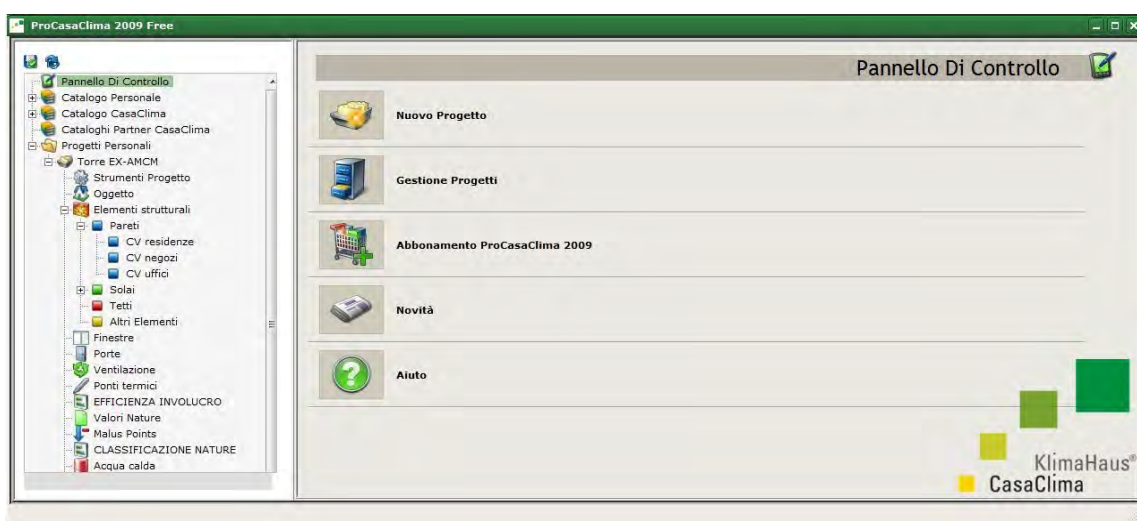 ProCasaClima 2009 Free
Pannello Di Controllo
Catalogo Personale
Catalogo CasaClima
Cataloghi Partner CasaClima
Progetti Personali
Torre EX-AMCM
Strumenti Progetto
Oggetto
Elementi strutturali
Pareti
CV residenze
CV negozi
CV uffici
Solai
Tetti
Altri Elementi
Finestre
Porte
Ventilazione
Ponti termici
EFFICIENZA INVOLUCRO
Valori Nature
Malus Points
CLASSIFICAZIONE NATURE
Acqua calda
Pannello Di Controllo
Nuovo Progetto
Gestione Progetti
Abbonamento ProCasaClima 2009
Novità
Aiuto
KlimaHaus®
CasaClima